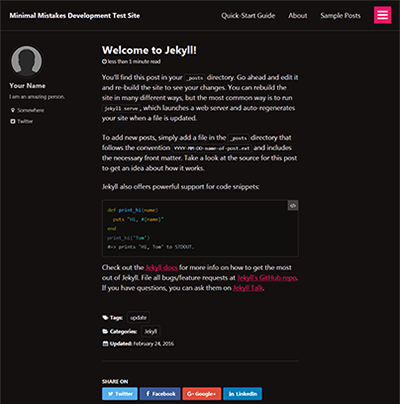 Minimal Mistakes Development Test Site
Quick-Start Guide About Sample Posts
Your Name
I am an amazing person.
Somewhere
Twitter
Welcome to Jekyll!
less than 1 minute read
You'll find this post in your _posts directory. Go ahead and edit it
and re-build the site to see your changes. You can rebuild the
site in many different ways, but the most common way is to run
jekyll serve, which launches a web server and auto-regenerates
your site when a file is updated.
To add new posts, simply add a file in the _posts directory that
follows the convention YYYY-MM-DD-name-of-post.ext and includes
the necessary front matter. Take a look at the source for this post
to get an idea about how it works.
Jekyll also offers powerful support for code snippets:
def print_hi(name)
puts "Hi, #{name}"
end
print_hi('Tom')
#=> prints 'Hi, Tom' to STDOUT.
Check out the Jekyll docs for more info on how to get the most
out of Jekyll. File all bugs/feature requests at Jekyll's GitHub repo.
If you have questions, you can ask them on Jekyll Talk.
Tags: update
Categories: Jekyll
Updated: February 24, 2016
SHARE ON
Twitter Facebook Google+ LinkedIn